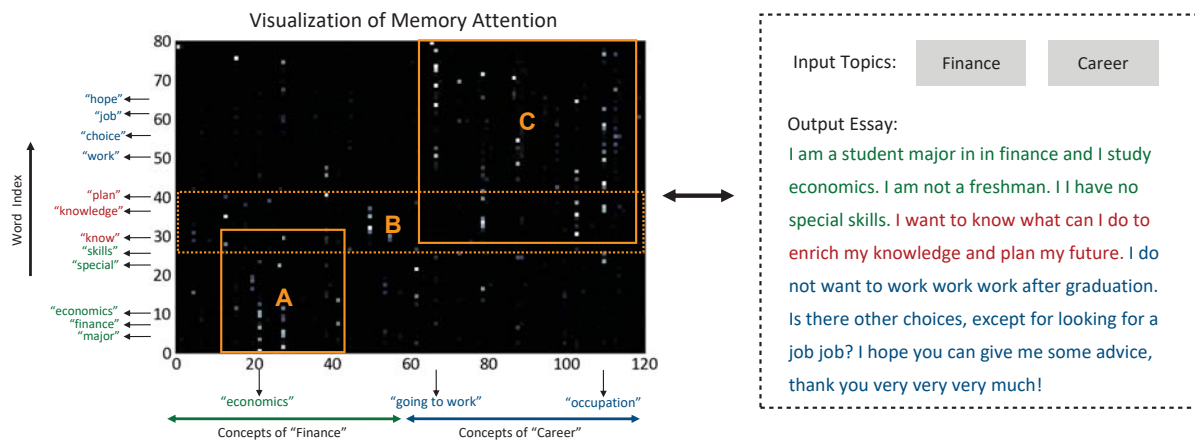 Visualization of Memory Attention
80
70
60
50
40
30
20
10
0
0
20
40
60
80
100
120
Word Index
“hope”
“job”
“choice”
“work”
“plan”
“knowledge”
“know”
“skills”
“special”
“economics”
“finance”
“major”
A
B
C
“economics”
“going to work”
“occupation”
Concepts of “Finance”
Concepts of “Career”
Input Topics:
Finance
Career
Output Essay:
I am a student major in in finance and I study
economics. I am not a freshman. I I have no
special skills. I want to know what can I do to
enrich my knowledge and plan my future. I do
not want to work work work after graduation.
Is there other choices, except for looking for a
job job? I hope you can give me some advice,
thank you very very very much!